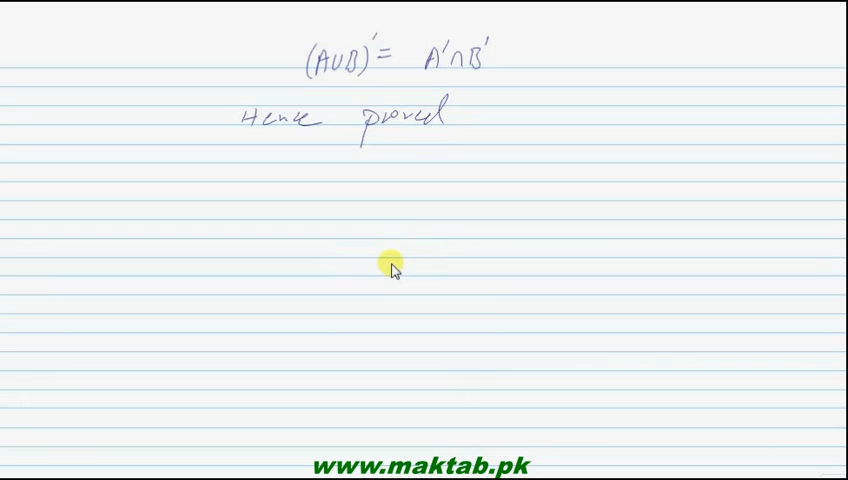 (A∪B)′ = A′∩B′
Hence proved
www.maktab.pk